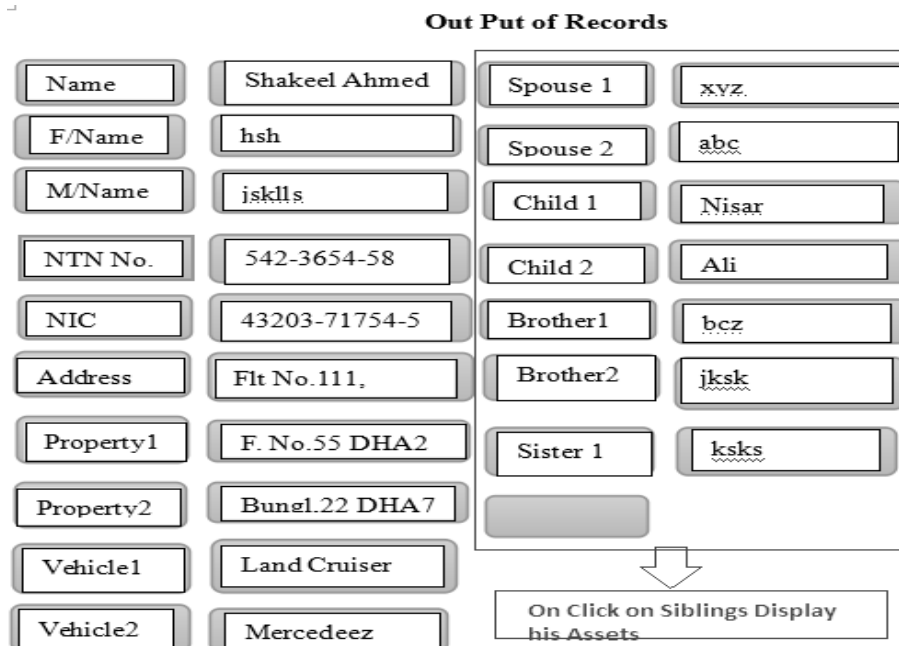 Out Put of Records
Name Shakeel Ahmed
F/Name hsh
M/Name jsklls
NTN No. 542-3654-58
NIC 43203-71754-5
Address Flt No.111,
Property1 F. No.55 DHA2
Property2 Bungl.22 DHA7
Vehicle1 Land Cruiser
Vehicle2 Mercedeez
Spouse 1 xyz
Spouse 2 abc
Child 1 Nisar
Child 2 Ali
Brother1 bcz
Brother2 jksk
Sister 1 ksks
On Click on Siblings Display
his Assets